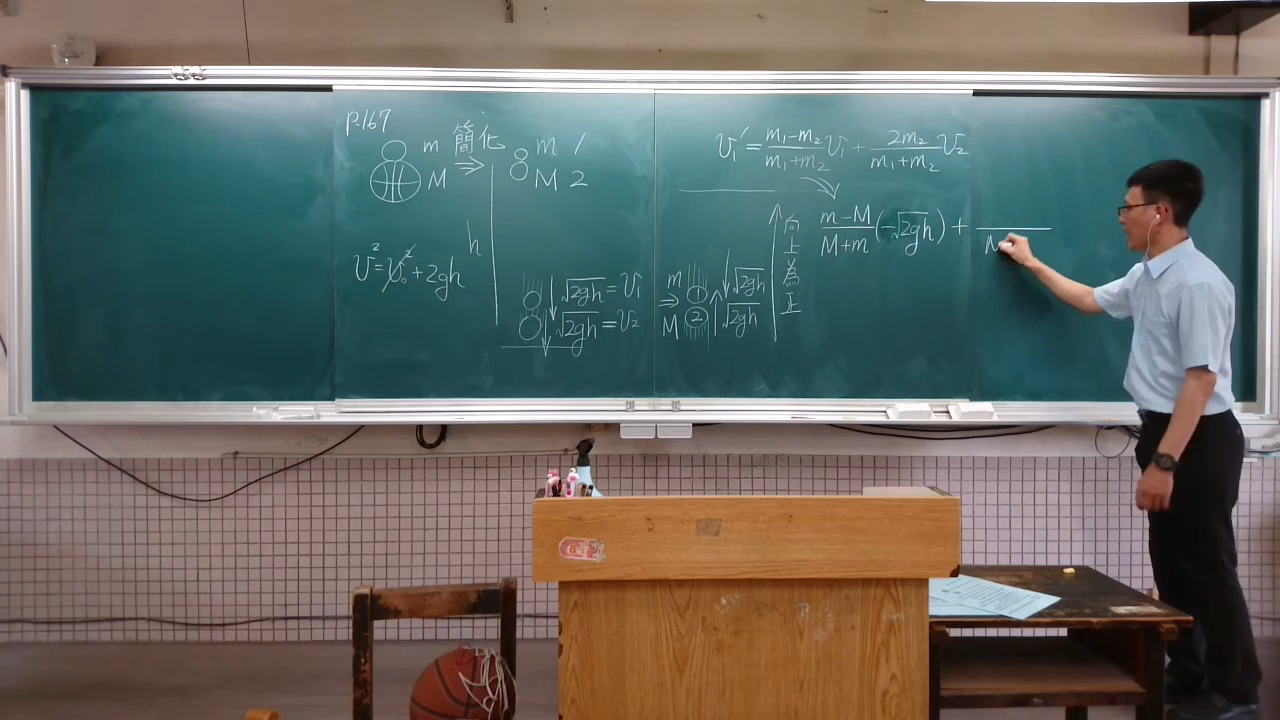 P.167
m 簡化 m 1
M ⇒ M 2
h
v²=v₀²+2gh
√2gh=v₁
√2gh=v₂
⇒ m ① √2gh
M ② √2gh
向上為正
v₁'=(m₁-m₂)/(m₁+m₂) v₁+(2m₂)/(m₁+m₂) v₂
(m-M)/(M+m) (-√2gh)+